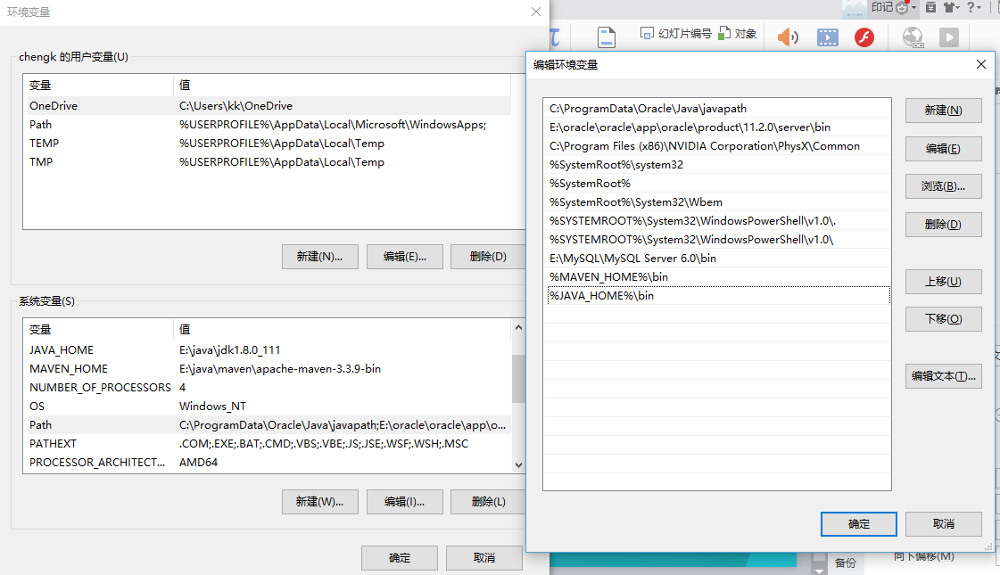 环境变量
印记
幻灯片编号
对象
chengk 的用户变量(U)
变量 值
OneDrive C:\Users\kk\OneDrive
Path %USERPROFILE%\AppData\Local\Microsoft\WindowsApps;
TEMP %USERPROFILE%\AppData\Local\Temp
TMP %USERPROFILE%\AppData\Local\Temp
新建(N)... 编辑(E)... 删除(D)
系统变量(S)
变量 值
JAVA_HOME E:\java\jdk1.8.0_111
MAVEN_HOME E:\java\maven\apache-maven-3.3.9-bin
NUMBER_OF_PROCESSORS 4
OS Windows_NT
Path C:\ProgramData\Oracle\Java\javapath;E:\oracle\oracle\app\o...
PATHEXT .COM;.EXE;.BAT;.CMD;.VBS;.VBE;.JS;.JSE;.WSF;.WSH;.MSC
PROCESSOR_ARCHITECT... AMD64
新建(W)... 编辑(I)... 删除(L)
确定 取消
编辑环境变量
C:\ProgramData\Oracle\Java\javapath
E:\oracle\oracle\app\oracle\product\11.2.0\server\bin
C:\Program Files (x86)\NVIDIA Corporation\PhysX\Common
%SystemRoot%\system32
%SystemRoot%
%SystemRoot%\System32\Wbem
%SYSTEMROOT%\System32\WindowsPowerShell\v1.0\.
%SYSTEMROOT%\System32\WindowsPowerShell\v1.0\
E:\MySQL\MySQL Server 6.0\bin
%MAVEN_HOME%\bin
%JAVA_HOME%\bin
新建(N)
编辑(E)
浏览(B)...
删除(D)
上移(U)
下移(O)
编辑文本(T)...
确定 取消
备份
向下偏移(M)